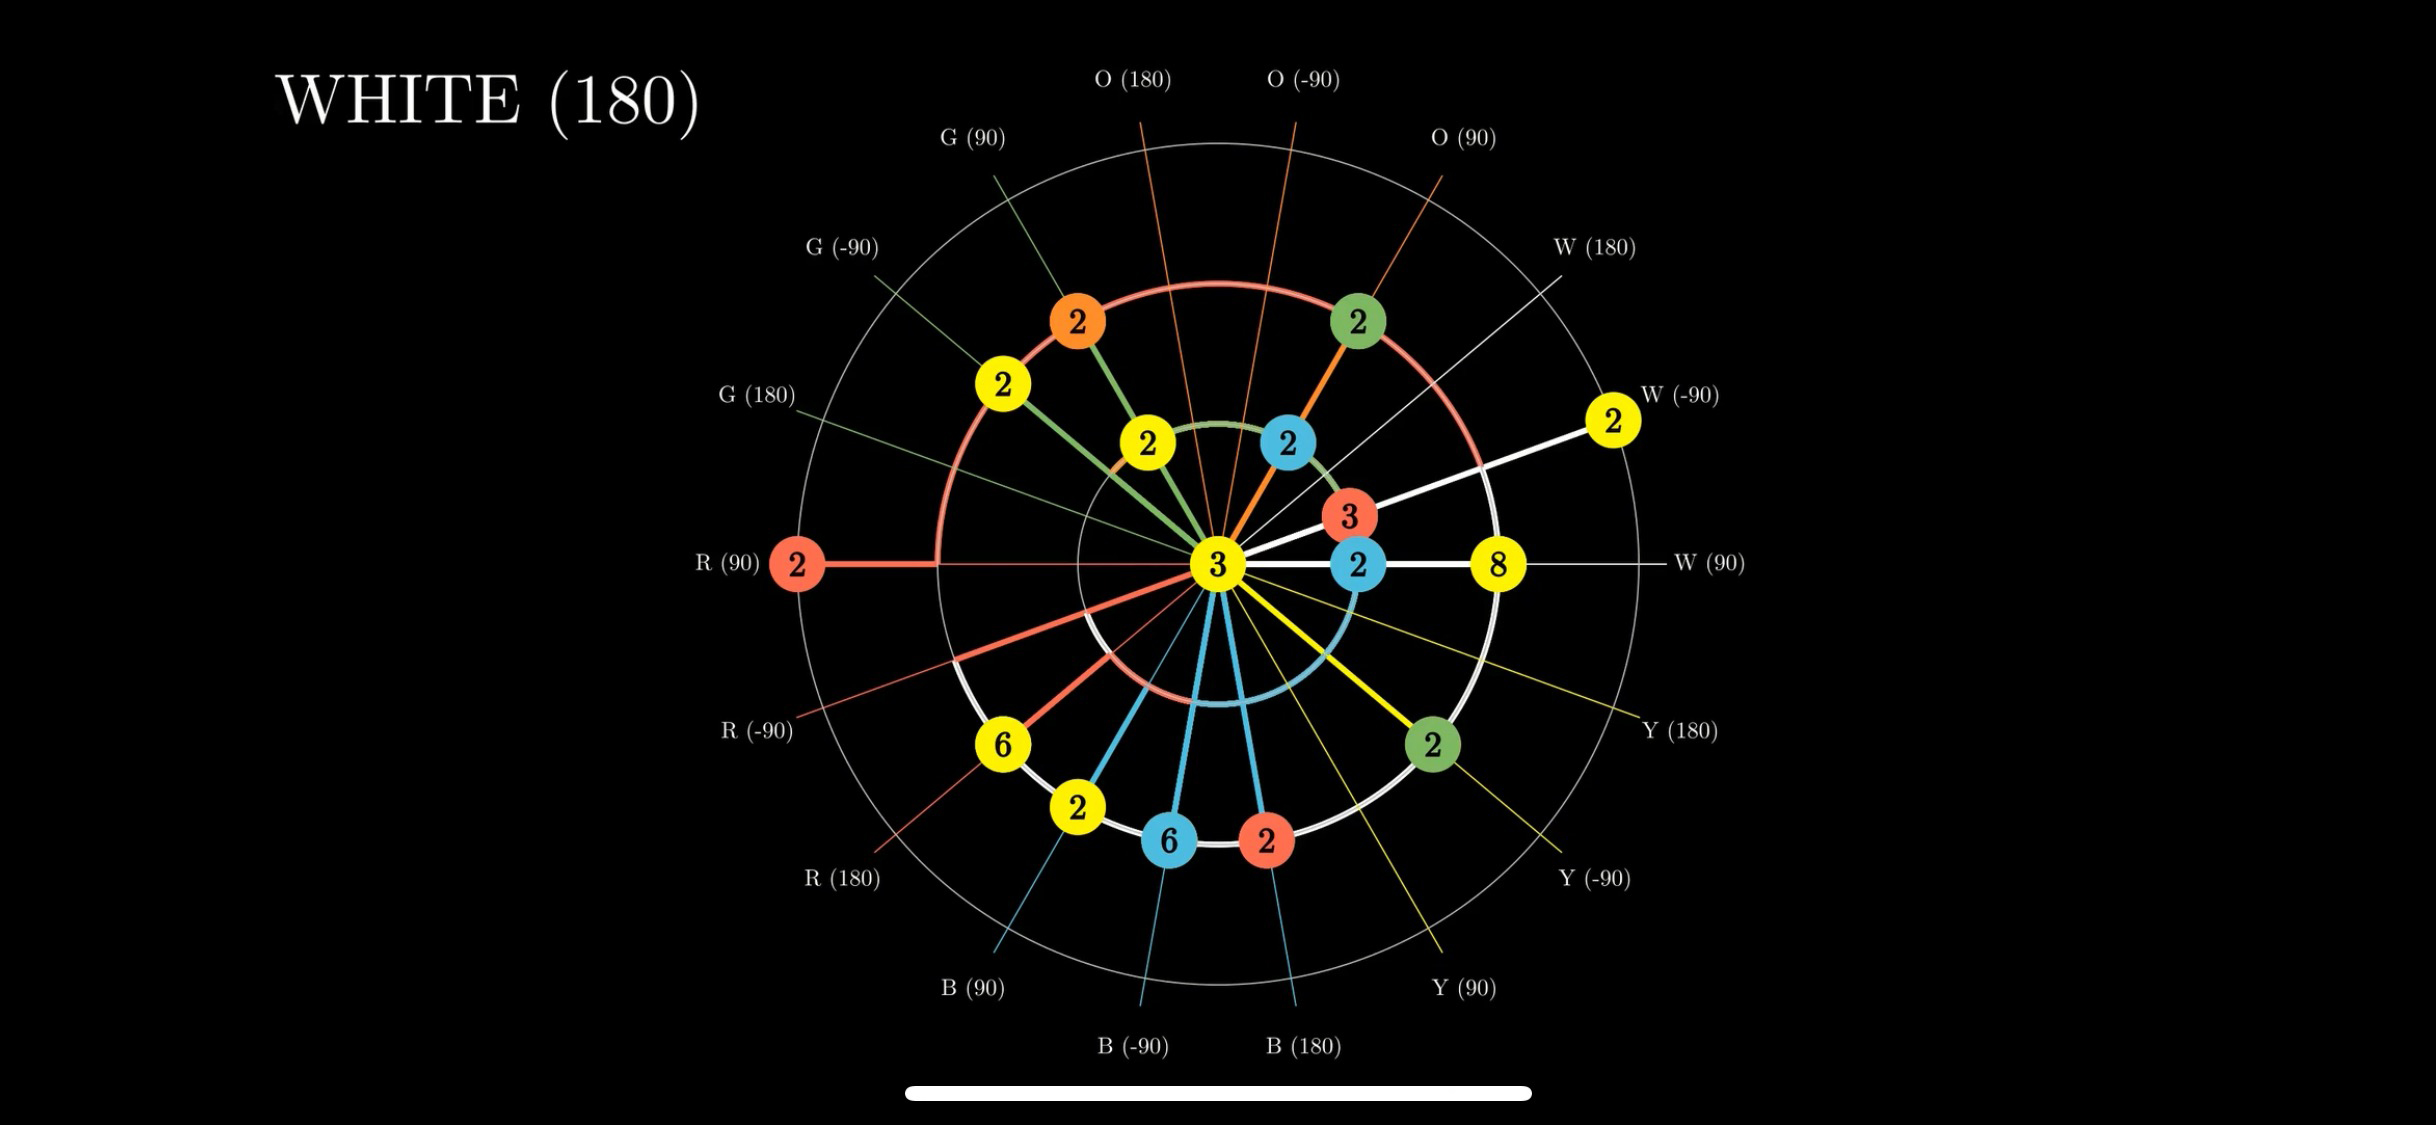 WHITE (180)
O (180)
O (-90)
G (90)
O (90)
G (-90)
W (180)
2
2
2
G (180)
2
W (-90)
2
2
3
R (90)
2
3
2
8
W (90)
R (-90)
6
2
Y (180)
2
6
2
R (180)
Y (-90)
B (90)
Y (90)
B (-90)
B (180)